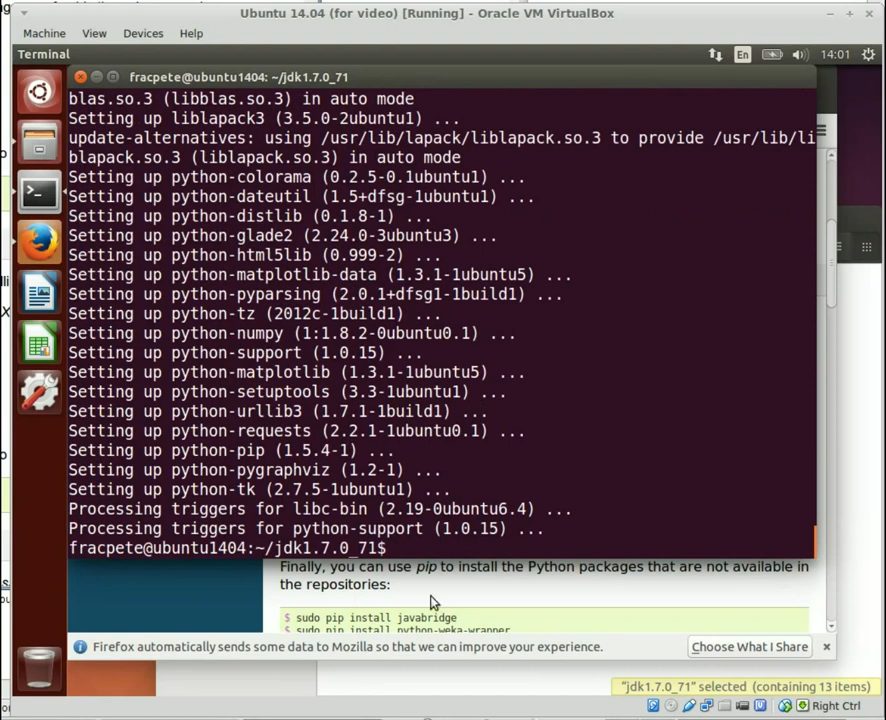 Ubuntu 14.04 (for video) [Running] - Oracle VM VirtualBox
Machine View Devices Help
Terminal En 14:01
fracpete@ubuntu1404: ~/jdk1.7.0_71
blas.so.3 (libblas.so.3) in auto mode
Setting up liblapack3 (3.5.0-2ubuntu1) ...
update-alternatives: using /usr/lib/lapack/liblapack.so.3 to provide /usr/lib/li
blapack.so.3 (liblapack.so.3) in auto mode
Setting up python-colorama (0.2.5-0.1ubuntu1) ...
Setting up python-dateutil (1.5+dfsg-1ubuntu1) ...
Setting up python-distlib (0.1.8-1) ...
Setting up python-glade2 (2.24.0-3ubuntu3) ...
Setting up python-html5lib (0.999-2) ...
Setting up python-matplotlib-data (1.3.1-1ubuntu5) ...
Setting up python-pyparsing (2.0.1+dfsg1-1build1) ...
Setting up python-tz (2012c-1build1) ...
Setting up python-numpy (1:1.8.2-0ubuntu0.1) ...
Setting up python-support (1.0.15) ...
Setting up python-matplotlib (1.3.1-1ubuntu5) ...
Setting up python-setuptools (3.3-1ubuntu1) ...
Setting up python-urllib3 (1.7.1-1build1) ...
Setting up python-requests (2.2.1-1ubuntu0.1) ...
Setting up python-pip (1.5.4-1) ...
Setting up python-pygraphviz (1.2-1) ...
Setting up python-tk (2.7.5-1ubuntu1) ...
Processing triggers for libc-bin (2.19-0ubuntu6.4) ...
Processing triggers for python-support (1.0.15) ...
fracpete@ubuntu1404:~/jdk1.7.0_71$
Finally, you can use pip to install the Python packages that are not available in
the repositories:
$ sudo pip install javabridge
$ sudo pip install python-weka-wrapper
Firefox automatically sends some data to Mozilla so that we can improve your experience. Choose What I Share
"jdk1.7.0_71" selected (containing 13 items)
Right Ctrl